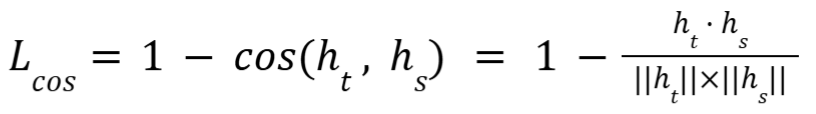 L_cos = 1 − cos(h_t , h_s) = 1 − (h_t · h_s) / (||h_t||×||h_s||)